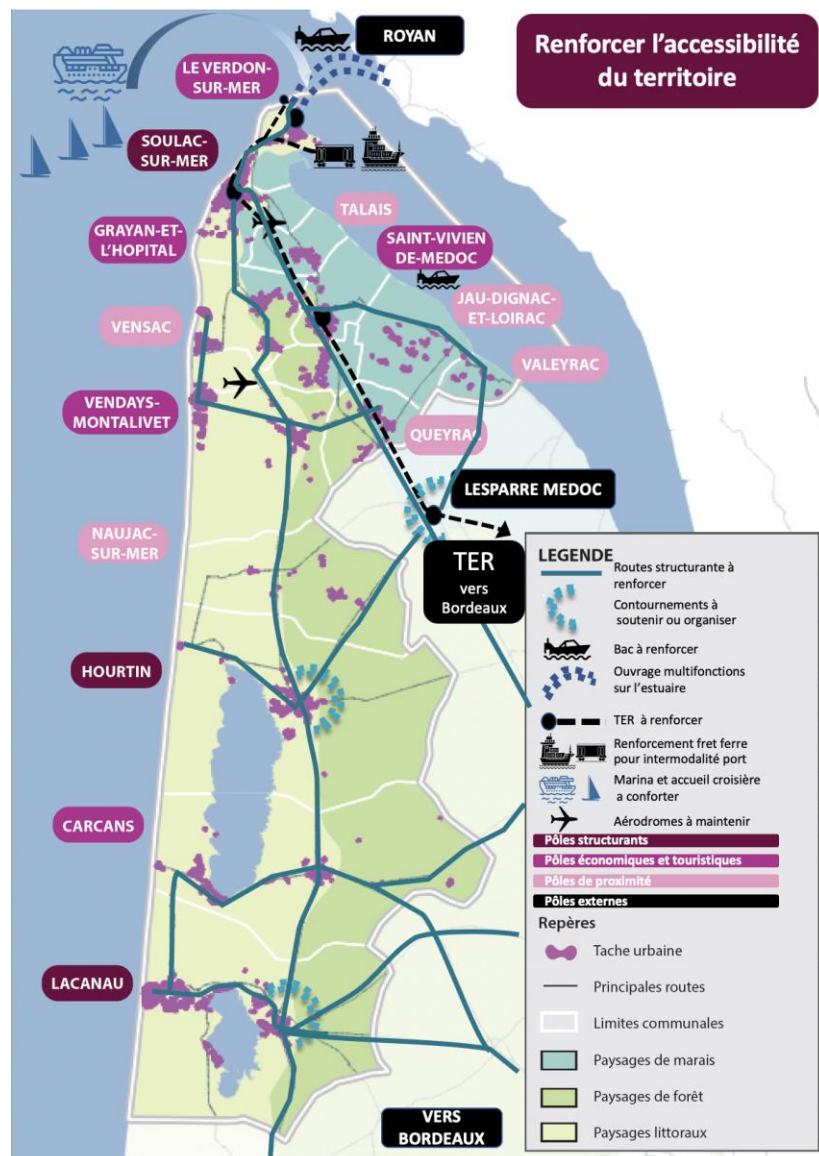 Renforcer l’accessibilité
du territoire
ROYAN
LE VERDON-
SUR-MER
SOULAC-
SUR-MER
TALAIS
GRAYAN-ET-
L’HOPITAL
SAINT-VIVIEN
DE-MEDOC
JAU-DIGNAC-
ET-LOIRAC
VENSAC
VALEYRAC
VENDAYS-
MONTALIVET
QUEYRAC
LESPARRE MEDOC
NAUJAC-
SUR-MER
TER
vers
Bordeaux
HOURTIN
CARCANS
LACANAU
VERS
BORDEAUX
LEGENDE
Routes structurante à
renforcer
Contournements à
soutenir ou organiser
Bac à renforcer
Ouvrage multifonctions
sur l’estuaire
TER à renforcer
Renforcement fret ferre
pour intermodalité port
Marina et accueil croisière
a conforter
Aérodromes à maintenir
Pôles structurants
Pôles économiques et touristiques
Pôles de proximité
Pôles externes
Repères
Tache urbaine
Principales routes
Limites communales
Paysages de marais
Paysages de forêt
Paysages littoraux